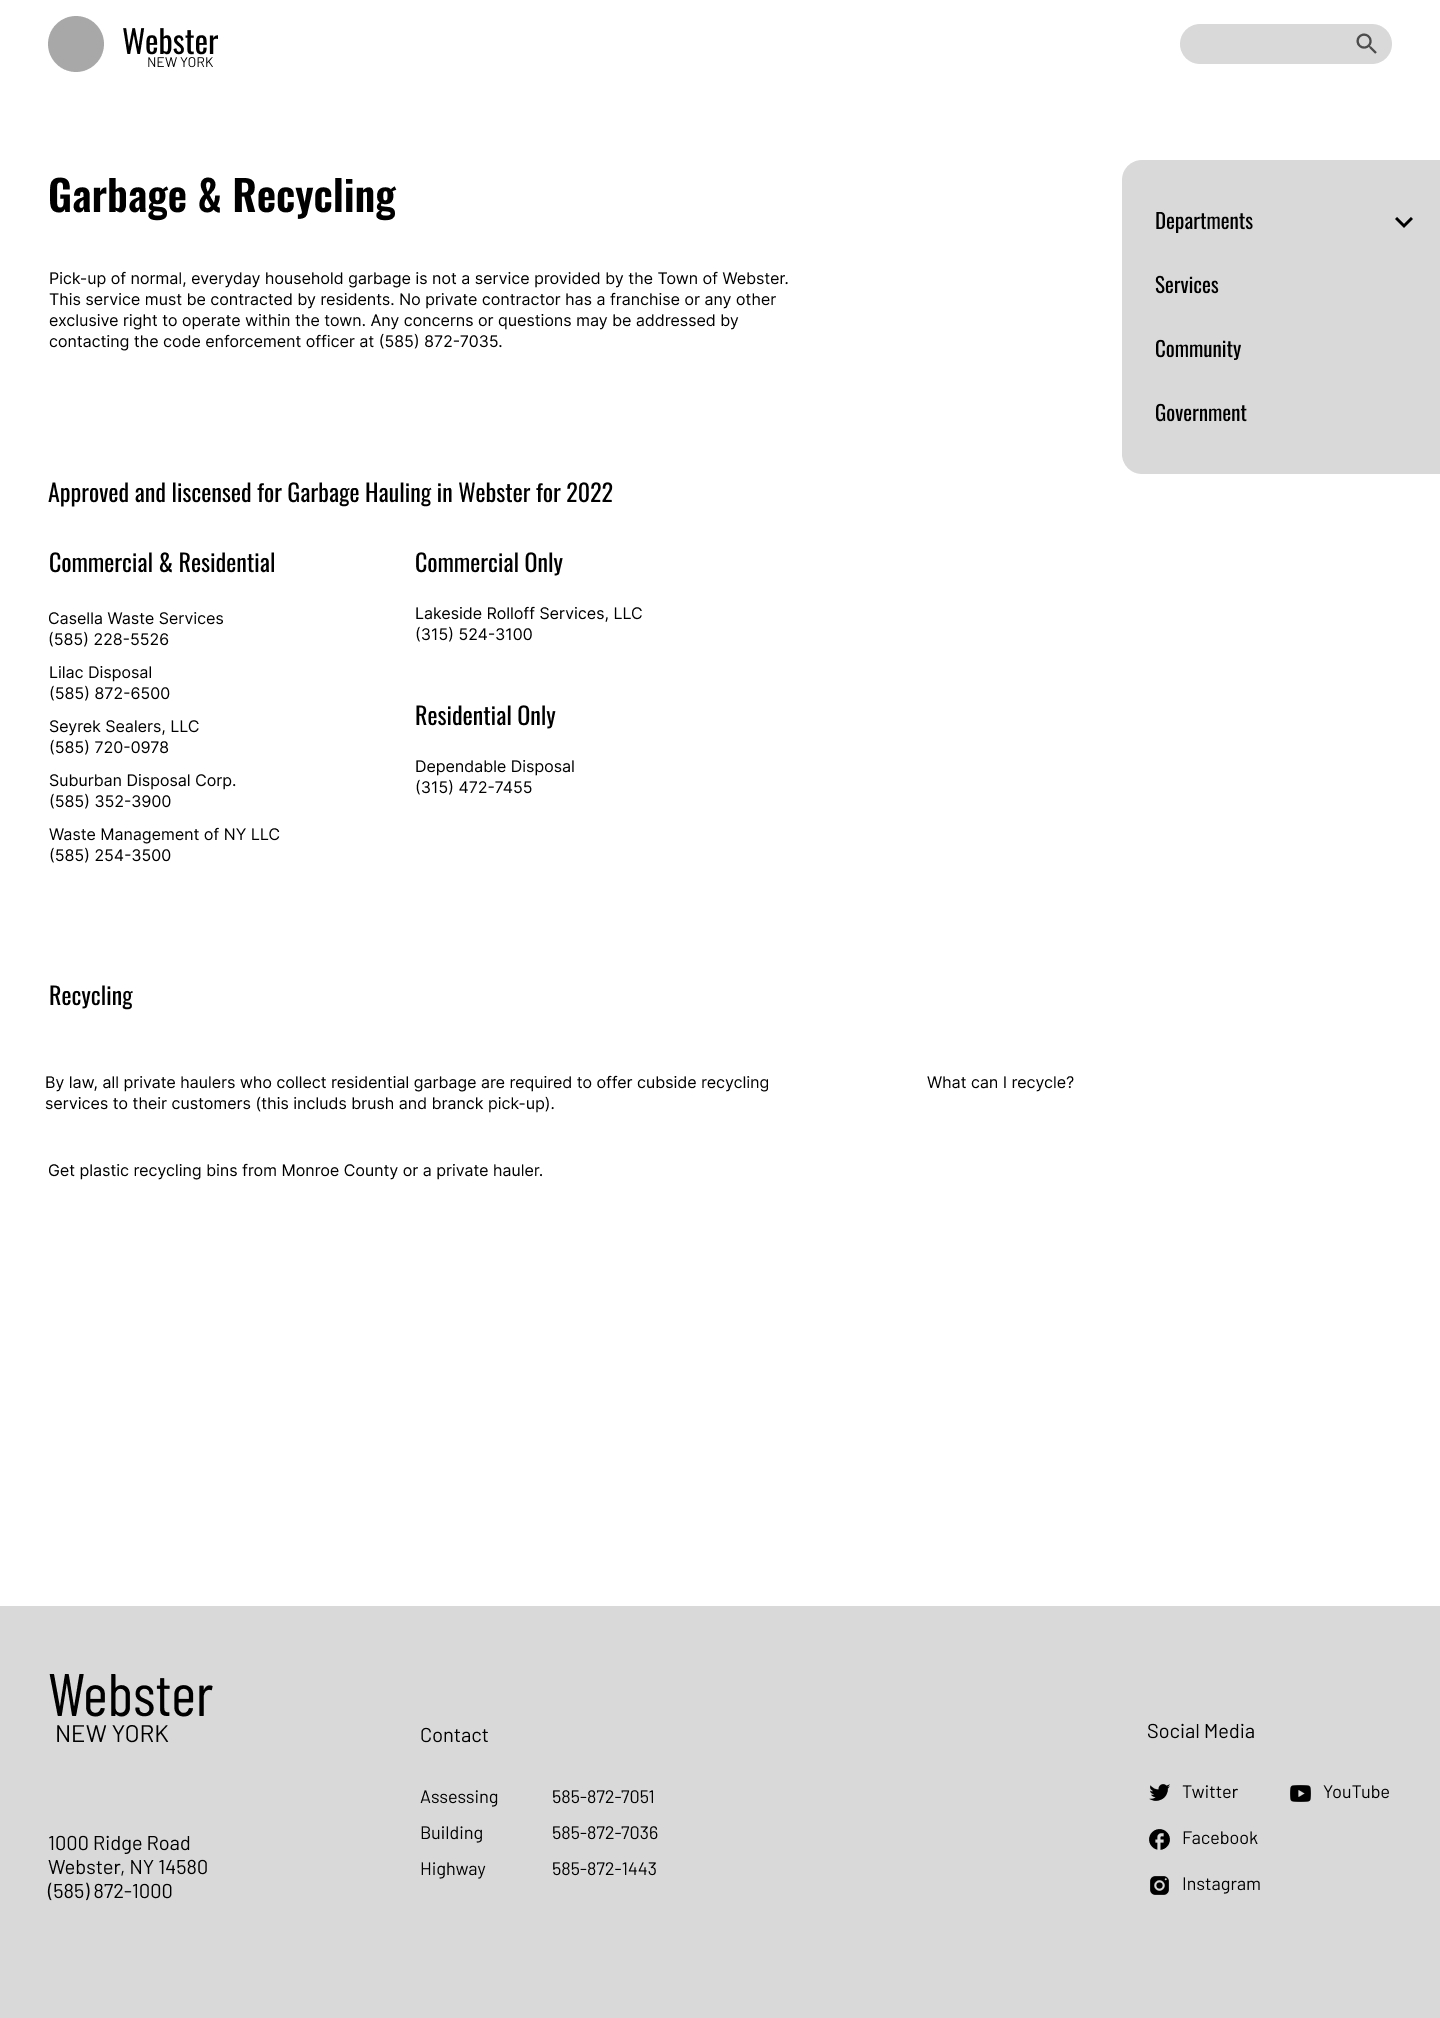 Webster
NEW YORK
Garbage & Recycling
Departments
Services
Community
Government
Pick-up of normal, everyday household garbage is not a service provided by the Town of Webster.
This service must be contracted by residents. No private contractor has a franchise or any other
exclusive right to operate within the town. Any concerns or questions may be addressed by
contacting the code enforcement officer at (585) 872-7035.
Approved and liscensed for Garbage Hauling in Webster for 2022
Commercial & Residential
Casella Waste Services
(585) 228-5526
Lilac Disposal
(585) 872-6500
Seyrek Sealers, LLC
(585) 720-0978
Suburban Disposal Corp.
(585) 352-3900
Waste Management of NY LLC
(585) 254-3500
Commercial Only
Lakeside Rolloff Services, LLC
(315) 524-3100
Residential Only
Dependable Disposal
(315) 472-7455
Recycling
By law, all private haulers who collect residential garbage are required to offer cubside recycling
services to their customers (this includs brush and branck pick-up).
Get plastic recycling bins from Monroe County or a private hauler.
What can I recycle?
Webster
NEW YORK
1000 Ridge Road
Webster, NY 14580
(585) 872-1000
Contact
Assessing 585-872-7051
Building 585-872-7036
Highway 585-872-1443
Social Media
Twitter YouTube
Facebook
Instagram